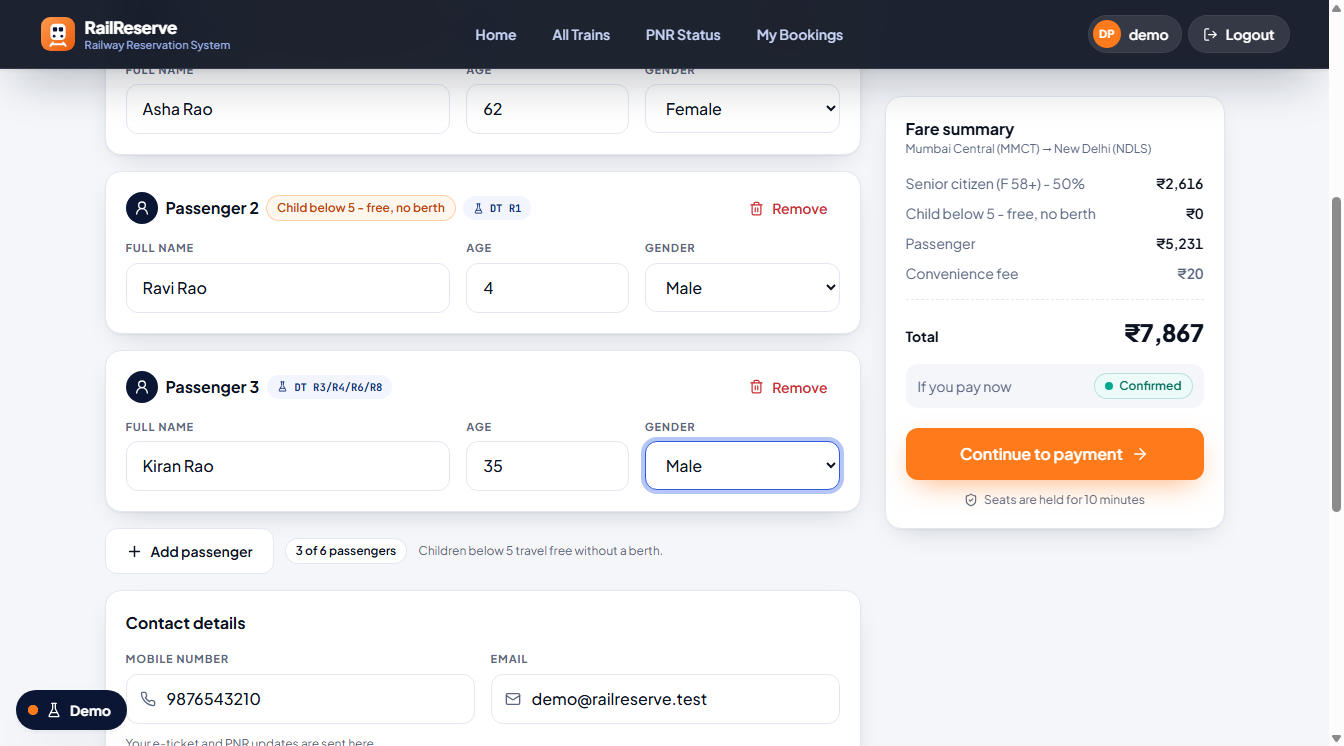 RailReserve
Railway Reservation System
Home
All Trains
PNR Status
My Bookings
DP
demo
Logout
FULL NAME
AGE
GENDER
Asha Rao
62
Female
Passenger 2
Child below 5 - free, no berth
DT R1
Remove
FULL NAME
AGE
GENDER
Ravi Rao
4
Male
Passenger 3
DT R3/R4/R6/R8
Remove
FULL NAME
AGE
GENDER
Kiran Rao
35
Male
Add passenger
3 of 6 passengers
Children below 5 travel free without a berth.
Contact details
MOBILE NUMBER
EMAIL
9876543210
demo@railreserve.test
Your e-ticket and PNR updates are sent here
Demo
Fare summary
Mumbai Central (MMCT) → New Delhi (NDLS)
Senior citizen (F 58+) - 50% ₹2,616
Child below 5 - free, no berth ₹0
Passenger ₹5,231
Convenience fee ₹20
Total ₹7,867
If you pay now
Confirmed
Continue to payment →
Seats are held for 10 minutes